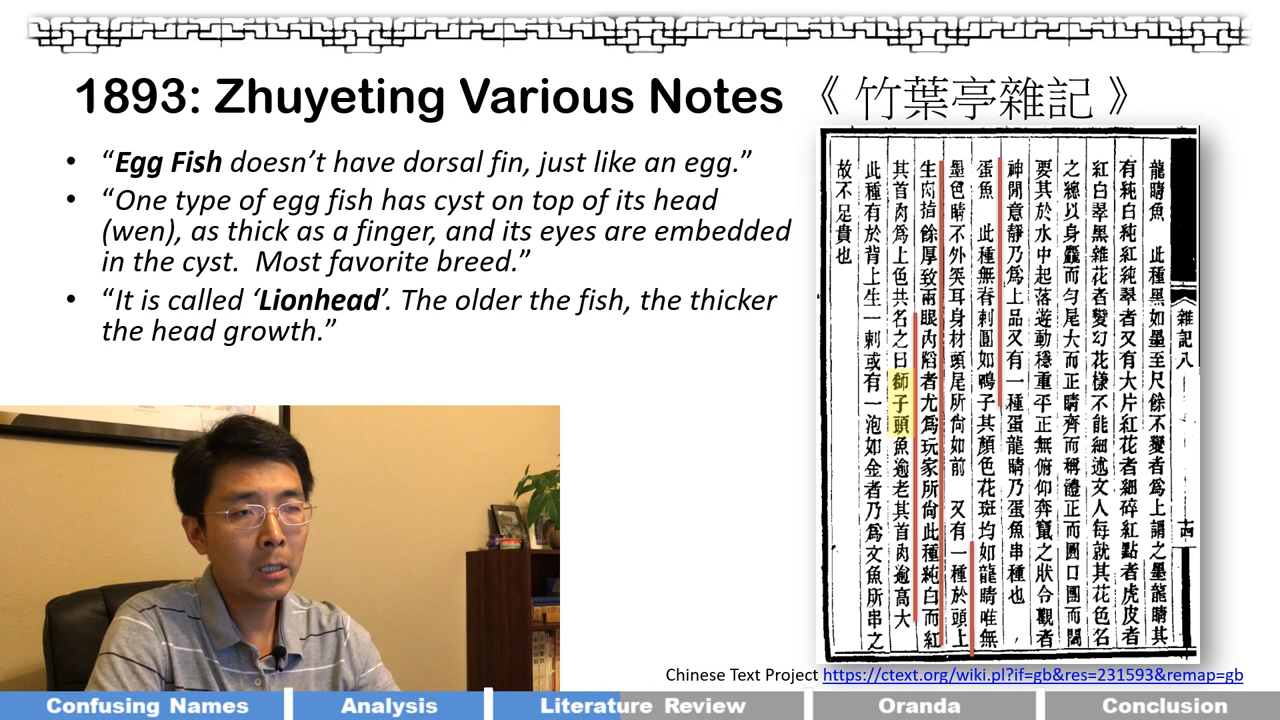 1893: Zhuyeting Various Notes 《 竹葉亭雜記 》
• “Egg Fish doesn’t have dorsal fin, just like an egg.”
• “One type of egg fish has cyst on top of its head
(wen), as thick as a finger, and its eyes are embedded
in the cyst. Most favorite breed.”
• “It is called ‘Lionhead’. The older the fish, the thicker
the head growth.”
雜記八
十四
龍睛魚 此種黑如墨至尺餘不變者爲上謂之墨龍睛其
有純白純紅純翠者又有大片紅花者細碎紅點者虎皮者
紅白翠黑雜花者變幻花樣不能細述文人每就其花色名
之總以身麤而勻尾大而正睛齊而稱體正而圓口團而闊
要其於水中起落遊動穩重平正無俯仰奔竄之狀令觀者
神閒意靜乃爲上品又有一種蛋龍睛乃蛋魚串種也
蛋魚 此種無脊刺圓如鴨子其顏色花斑均如龍睛唯無
墨色睛不外突耳身材頭尾所尙如前 又有一種於頭上
生肉指餘厚致兩眼內陷者尤爲玩家所尙此種純白而紅
其首肉爲上色共名之曰獅子頭魚逾老其首肉逾高大
此種有於背上生一刺或有一泡如金者乃爲文魚所串之
故不足貴也
Chinese Text Project https://ctext.org/wiki.pl?if=gb&res=231593&remap=gb
Confusing Names
Analysis
Literature Review
Oranda
Conclusion